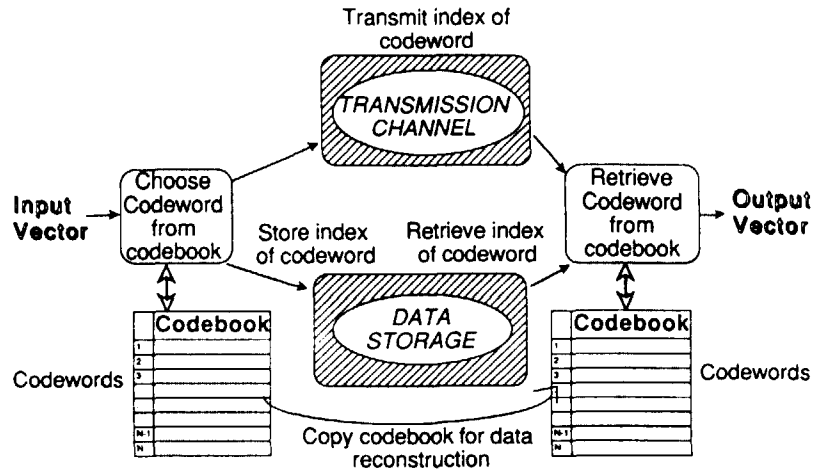 Transmit index of
codeword
TRANSMISSION
CHANNEL
Input
Vector
Choose
Codeword
from
codebook
Retrieve
Codeword
from
codebook
Output
Vector
Store index
of codeword
Retrieve index
of codeword
DATA
STORAGE
Codebook
1
2
3
N-1
N
Codewords
Codebook
1
2
3
N-1
N
Codewords
Copy codebook for data
reconstruction